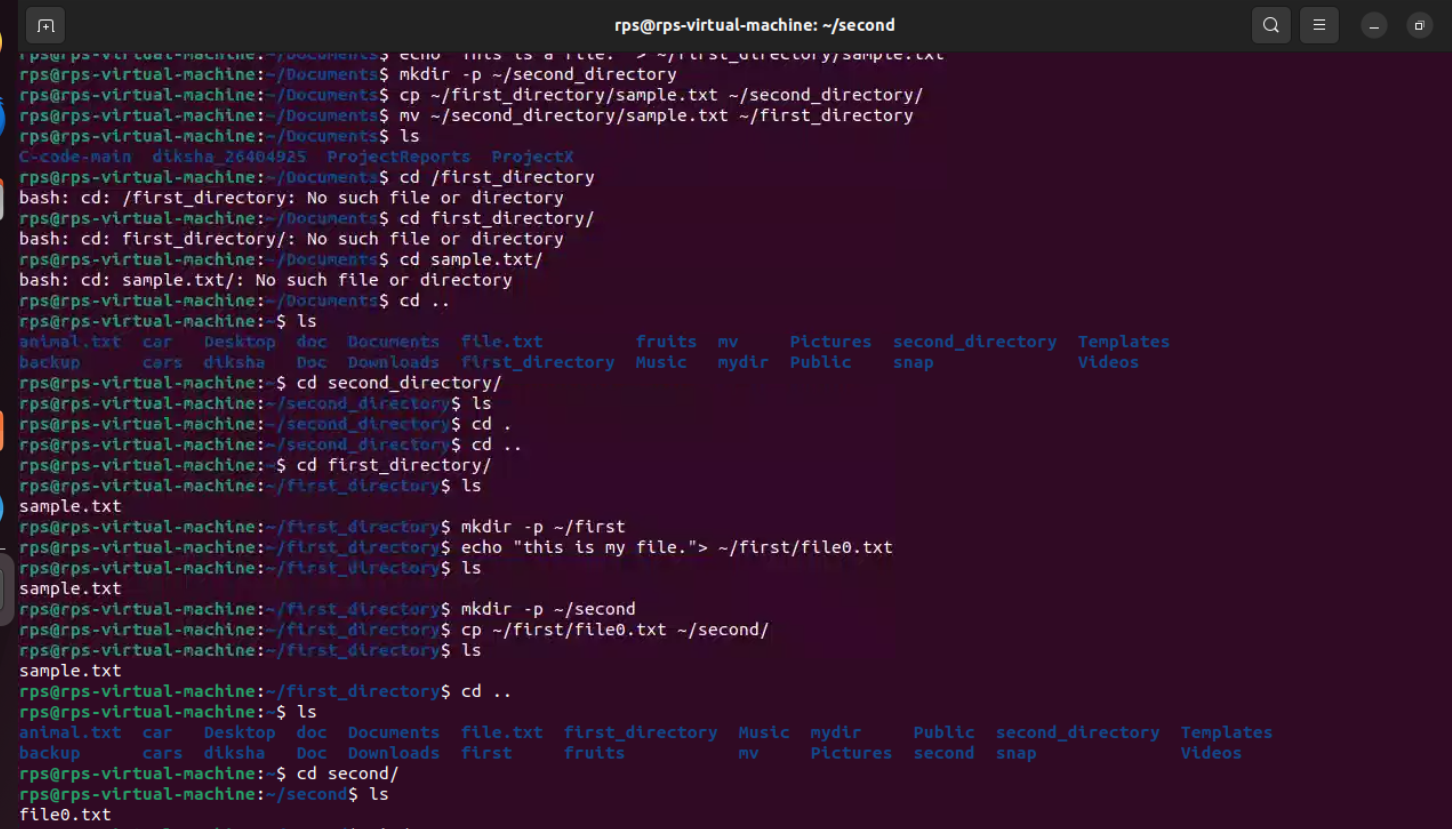 rps@rps-virtual-machine: ~/second
rps@rps-virtual-machine:~/Documents$ echo "This is a file." > ~/first_directory/sample.txt
rps@rps-virtual-machine:~/Documents$ mkdir -p ~/second_directory
rps@rps-virtual-machine:~/Documents$ cp ~/first_directory/sample.txt ~/second_directory/
rps@rps-virtual-machine:~/Documents$ mv ~/second_directory/sample.txt ~/first_directory
rps@rps-virtual-machine:~/Documents$ ls
C-code-main diksha_26404925 ProjectReports ProjectX
rps@rps-virtual-machine:~/Documents$ cd /first_directory
bash: cd: /first_directory: No such file or directory
rps@rps-virtual-machine:~/Documents$ cd first_directory/
bash: cd: first_directory/: No such file or directory
rps@rps-virtual-machine:~/Documents$ cd sample.txt/
bash: cd: sample.txt/: No such file or directory
rps@rps-virtual-machine:~/Documents$ cd ..
rps@rps-virtual-machine:~$ ls
animal.txt car Desktop doc Documents file.txt fruits mv Pictures second_directory Templates
backup cars diksha Doc Downloads first_directory Music mydir Public snap Videos
rps@rps-virtual-machine:~$ cd second_directory/
rps@rps-virtual-machine:~/second_directory$ ls
rps@rps-virtual-machine:~/second_directory$ cd .
rps@rps-virtual-machine:~/second_directory$ cd ..
rps@rps-virtual-machine:~$ cd first_directory/
rps@rps-virtual-machine:~/first_directory$ ls
sample.txt
rps@rps-virtual-machine:~/first_directory$ mkdir -p ~/first
rps@rps-virtual-machine:~/first_directory$ echo "this is my file."> ~/first/file0.txt
rps@rps-virtual-machine:~/first_directory$ ls
sample.txt
rps@rps-virtual-machine:~/first_directory$ mkdir -p ~/second
rps@rps-virtual-machine:~/first_directory$ cp ~/first/file0.txt ~/second/
rps@rps-virtual-machine:~/first_directory$ ls
sample.txt
rps@rps-virtual-machine:~/first_directory$ cd ..
rps@rps-virtual-machine:~$ ls
animal.txt car Desktop doc Documents file.txt first_directory Music mydir Public second_directory Templates
backup cars diksha Doc Downloads first fruits mv Pictures second snap Videos
rps@rps-virtual-machine:~$ cd second/
rps@rps-virtual-machine:~/second$ ls
file0.txt